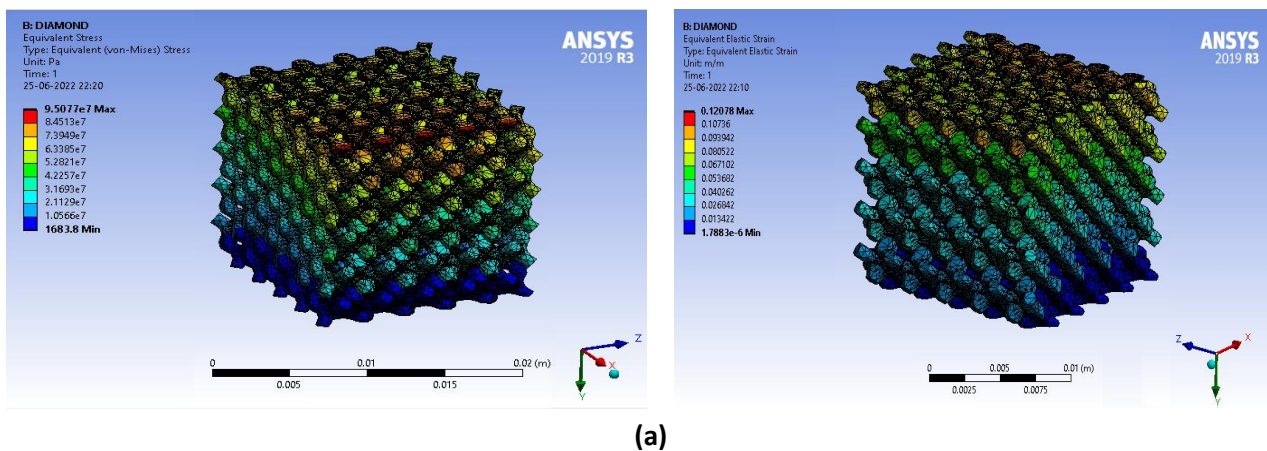 B: DIAMOND
Equivalent Stress
Type: Equivalent (von-Mises) Stress
Unit: Pa
Time: 1
25-06-2022 22:20
9.5077e7 Max
8.4513e7
7.3949e7
6.3385e7
5.2821e7
4.2257e7
3.1693e7
2.1129e7
1.0566e7
1683.8 Min
ANSYS
2019 R3
0 0.01 0.02 (m)
0.005 0.015
Z
X
Y
B: DIAMOND
Equivalent Elastic Strain
Type: Equivalent Elastic Strain
Unit: m/m
Time: 1
25-06-2022 22:10
0.12078 Max
0.10736
0.093942
0.080522
0.067102
0.053682
0.040262
0.026842
0.013422
1.7883e-6 Min
ANSYS
2019 R3
0 0.005 0.01 (m)
0.0025 0.0075
Z
X
Y
(a)